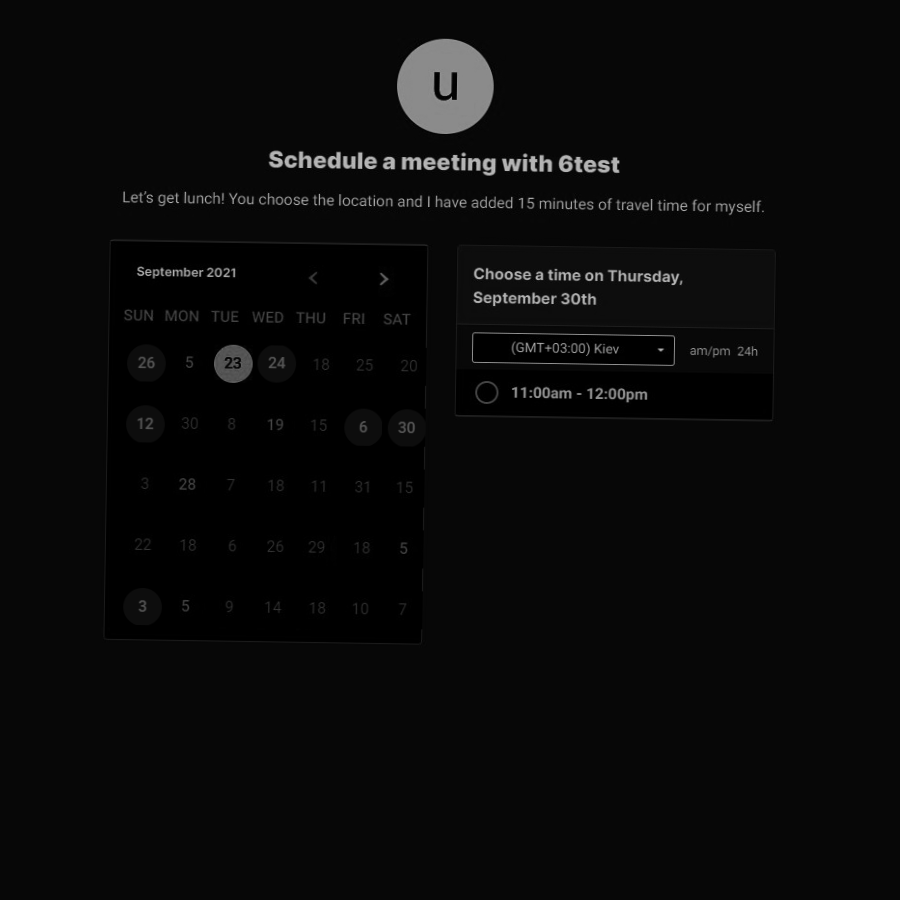 u
Schedule a meeting with 6test
Let's get lunch! You choose the location and I have added 15 minutes of travel time for myself.
September 2021
SUN MON TUE WED THU FRI SAT
26 5 23 24 18 25 20
12 30 8 19 15 6 30
3 28 7 18 11 31 15
22 18 6 26 29 18 5
3 5 9 14 18 10 7
Choose a time on Thursday,
September 30th
(GMT+03:00) Kiev am/pm 24h
11:00am - 12:00pm